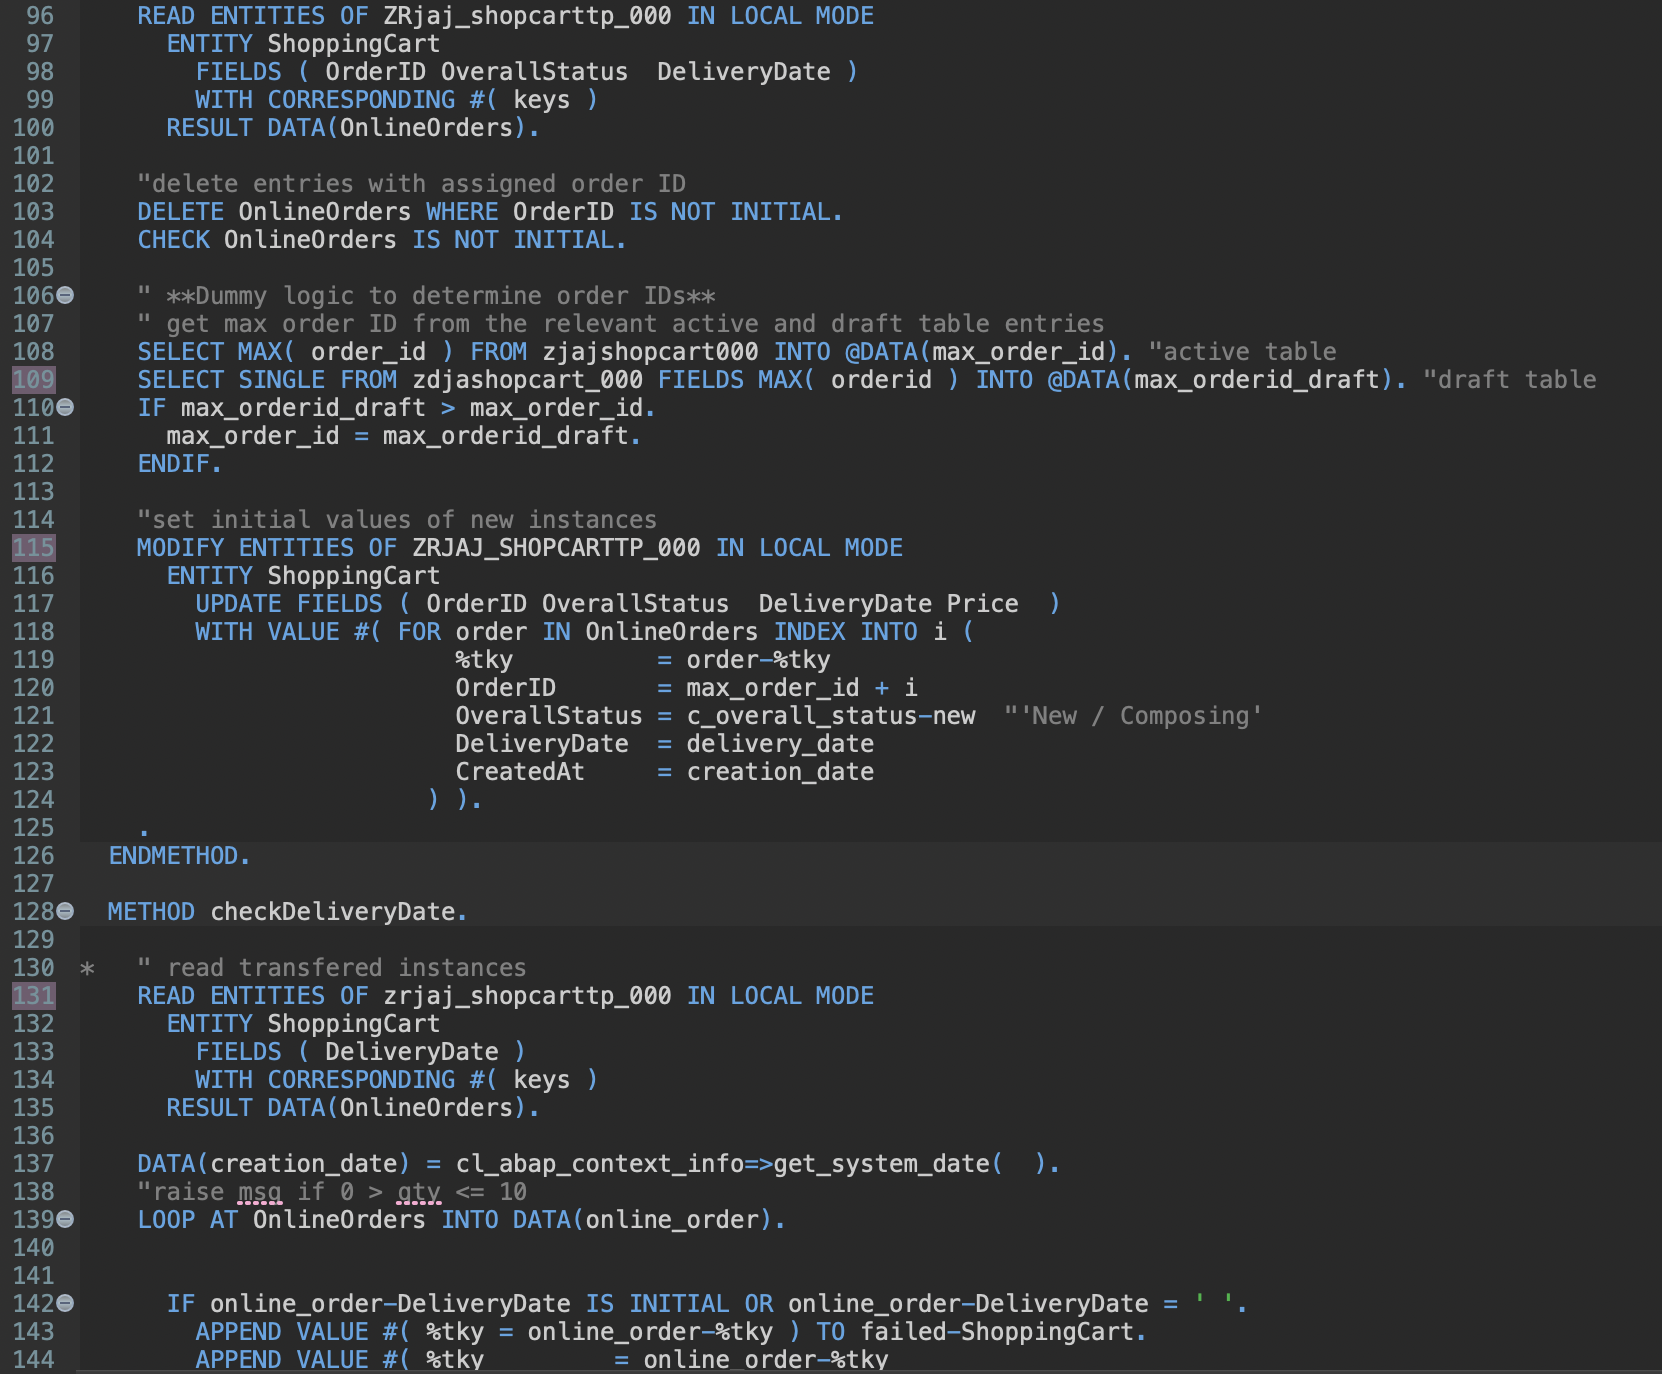 96 READ ENTITIES OF ZRjaj_shopcarttp_000 IN LOCAL MODE
97 ENTITY ShoppingCart
98 FIELDS ( OrderID OverallStatus  DeliveryDate )
99 WITH CORRESPONDING #( keys )
100 RESULT DATA(OnlineOrders).
101
102 "delete entries with assigned order ID
103 DELETE OnlineOrders WHERE OrderID IS NOT INITIAL.
104 CHECK OnlineOrders IS NOT INITIAL.
105
106 " **Dummy logic to determine order IDs**
107 " get max order ID from the relevant active and draft table entries
108 SELECT MAX( order_id ) FROM zjajshopcart000 INTO @DATA(max_order_id). "active table
109 SELECT SINGLE FROM zdjashopcart_000 FIELDS MAX( orderid ) INTO @DATA(max_orderid_draft). "draft table
110 IF max_orderid_draft > max_order_id.
111 max_order_id = max_orderid_draft.
112 ENDIF.
113
114 "set initial values of new instances
115 MODIFY ENTITIES OF ZRJAJ_SHOPCARTTP_000 IN LOCAL MODE
116 ENTITY ShoppingCart
117 UPDATE FIELDS ( OrderID OverallStatus  DeliveryDate Price  )
118 WITH VALUE #( FOR order IN OnlineOrders INDEX INTO i (
119 %tky          = order-%tky
120 OrderID       = max_order_id + i
121 OverallStatus = c_overall_status-new  "'New / Composing'
122 DeliveryDate  = delivery_date
123 CreatedAt     = creation_date
124 ) ).
125 .
126 ENDMETHOD.
127
128 METHOD checkDeliveryDate.
129
130 *   " read transfered instances
131 READ ENTITIES OF zrjaj_shopcarttp_000 IN LOCAL MODE
132 ENTITY ShoppingCart
133 FIELDS ( DeliveryDate )
134 WITH CORRESPONDING #( keys )
135 RESULT DATA(OnlineOrders).
136
137 DATA(creation_date) = cl_abap_context_info=>get_system_date(  ).
138 "raise msg if 0 > qty <= 10
139 LOOP AT OnlineOrders INTO DATA(online_order).
140
141
142 IF online_order-DeliveryDate IS INITIAL OR online_order-DeliveryDate = ' '.
143 APPEND VALUE #( %tky = online_order-%tky ) TO failed-ShoppingCart.
144 APPEND VALUE #( %tky         = online_order-%tky